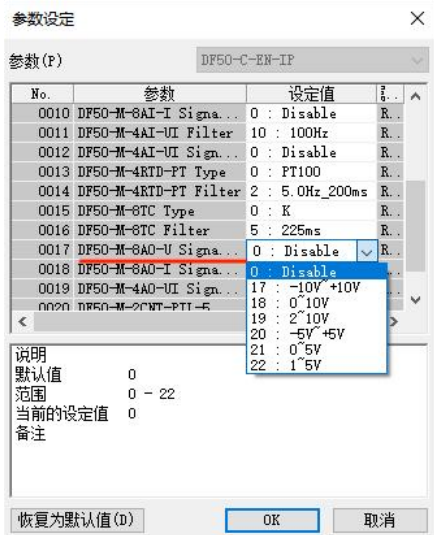 参数设定
参数(P) DF50-C-EN-IP
No. 参数 设定值
0010 DF50-M-8AI-I Signa... 0 : Disable R...
0011 DF50-M-4AI-UI Filter 10 : 100Hz R...
0012 DF50-M-4AI-UI Sign... 0 : Disable R...
0013 DF50-M-4RTD-PT Type 0 : PT100 R...
0014 DF50-M-4RTD-PT Filter 2 : 5.0Hz_200ms R...
0015 DF50-M-8TC Type 0 : K R...
0016 DF50-M-8TC Filter 5 : 225ms R...
0017 DF50-M-8AO-U Signa... 0 : Disable R...
0018 DF50-M-8AO-I Signa... 0 : Disable R...
0019 DF50-M-4AO-UI Sign... 17 : -10V~+10V R...
0020 DF50-M-2CNT-PIL-5 18 : 0~10V
19 : 2~10V
20 : -5V~+5V
21 : 0~5V
22 : 1~5V
说明
默认值 0
范围 0 - 22
当前的设定值 0
备注
恢复为默认值(D) OK 取消